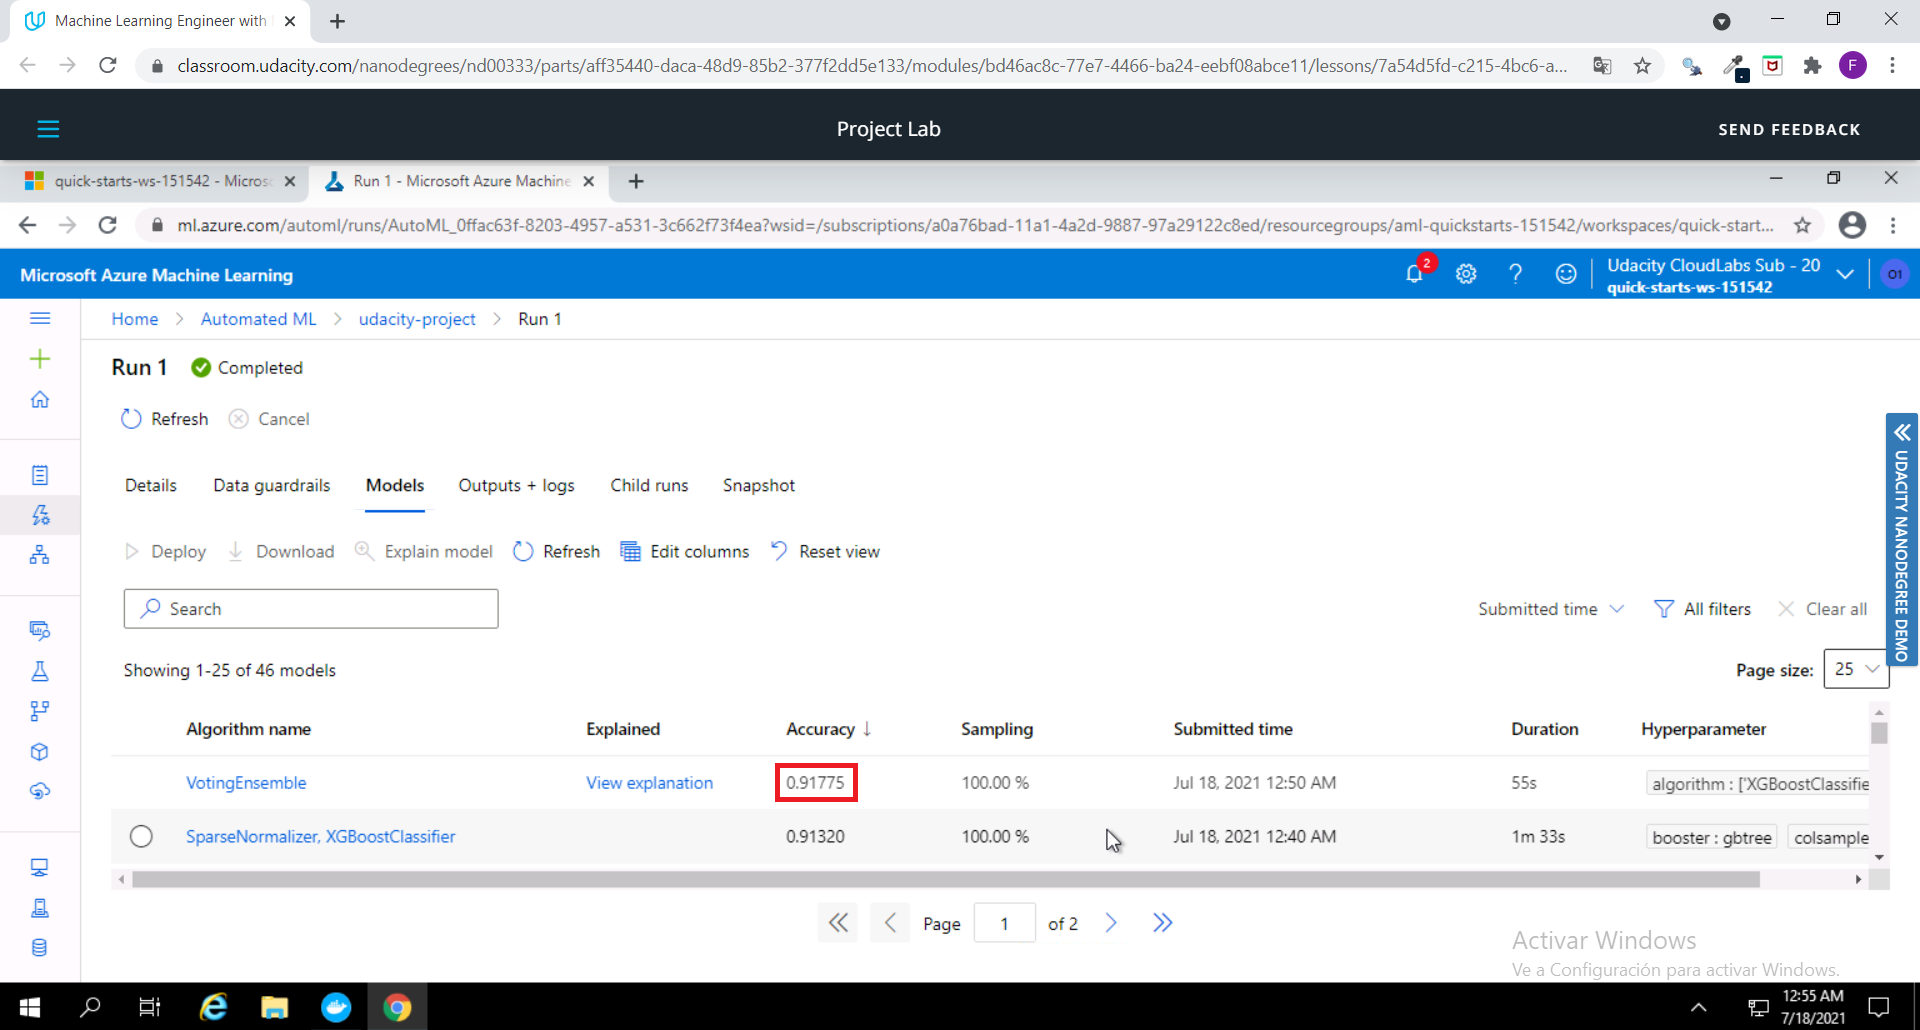 Machine Learning Engineer with
classroom.udacity.com/nanodegrees/nd00333/parts/aff35440-daca-48d9-85b2-377f2dd5e133/modules/bd46ac8c-77e7-4466-ba24-eebf08abce11/lessons/7a54d5fd-c215-4bc6-a...
F
Project Lab
SEND FEEDBACK
quick-starts-ws-151542 - Micros
Run 1 - Microsoft Azure Machine
ml.azure.com/automl/runs/AutoML_0ffac63f-8203-4957-a531-3c662f73f4ea?wsid=/subscriptions/a0a76bad-11a1-4a2d-9887-97a29122c8ed/resourcegroups/aml-quickstarts-151542/workspaces/quick-start...
Microsoft Azure Machine Learning
2
Udacity CloudLabs Sub - 20
quick-starts-ws-151542
O1
Home > Automated ML > udacity-project > Run 1
Run 1 Completed
Refresh Cancel
Details Data guardrails Models Outputs + logs Child runs Snapshot
UDACITY NANODEGREE DEMO
Deploy Download Explain model Refresh Edit columns Reset view
Search
Submitted time All filters Clear all
Showing 1-25 of 46 models
Page size: 25
Algorithm name Explained Accuracy ↓ Sampling Submitted time Duration Hyperparameter
VotingEnsemble View explanation 0.91775 100.00 % Jul 18, 2021 12:50 AM 55s algorithm : ['XGBoostClassifie
SparseNormalizer, XGBoostClassifier 0.91320 100.00 % Jul 18, 2021 12:40 AM 1m 33s booster : gbtree colsample
Page 1 of 2
Activar Windows
Ve a Configuración para activar Windows.
12:55 AM
7/18/2021